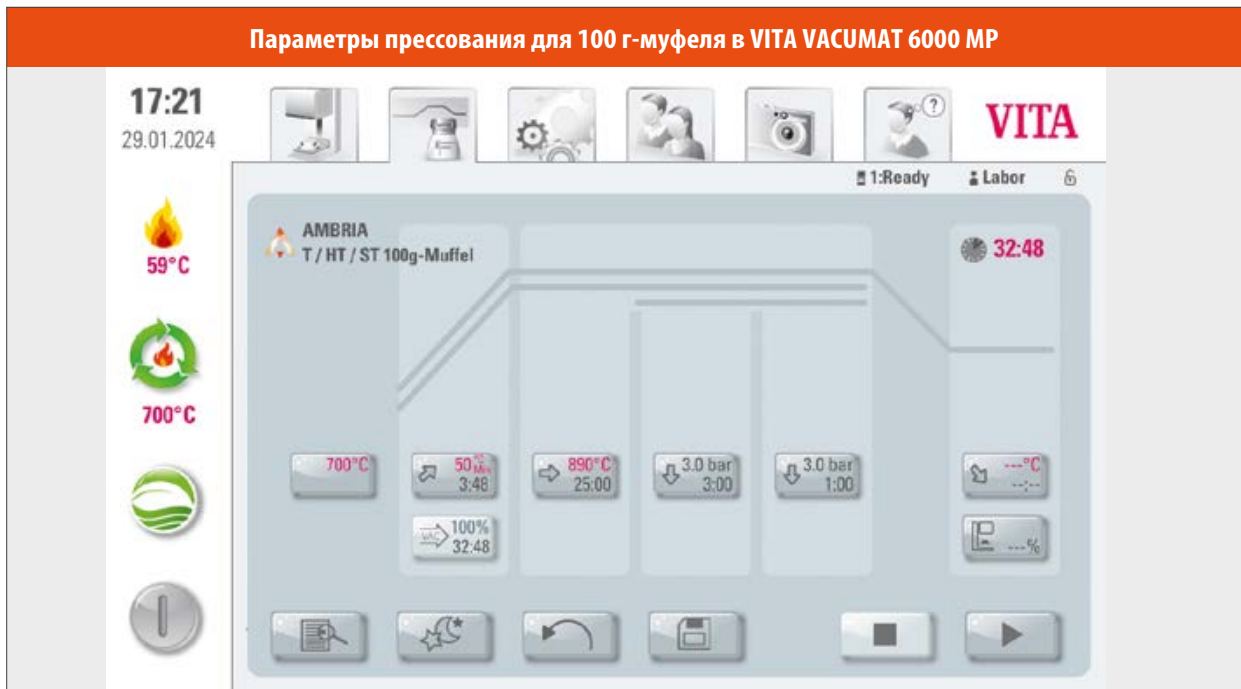 Параметры прессования для 100 г-муфеля в VITA VACUMAT 6000 MP
17:21
29.01.2024
?
VITA
1:Ready
Labor
59°C
AMBRIA
T / HT / ST 100g-Muffel
32:48
700°C
700°C
50 °C/Min
3:48
890°C
25:00
3.0 bar
3:00
3.0 bar
1:00
---°C
--:--
VAC
100%
32:48
---%